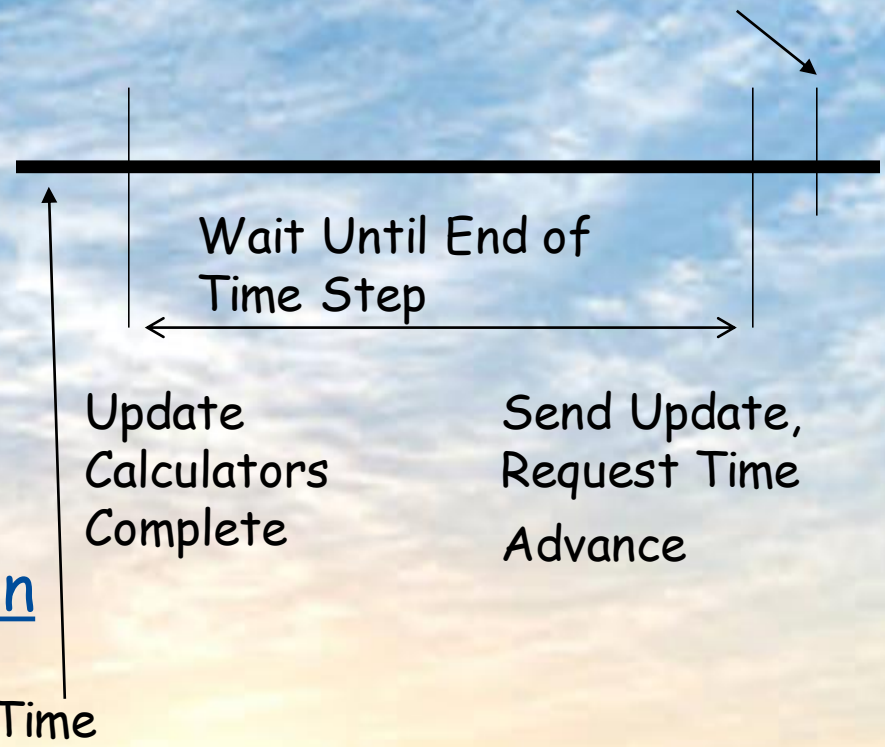 Wait Until End of
Time Step
Update
Calculators
Complete
Send Update,
Request Time
Advance
n
Time